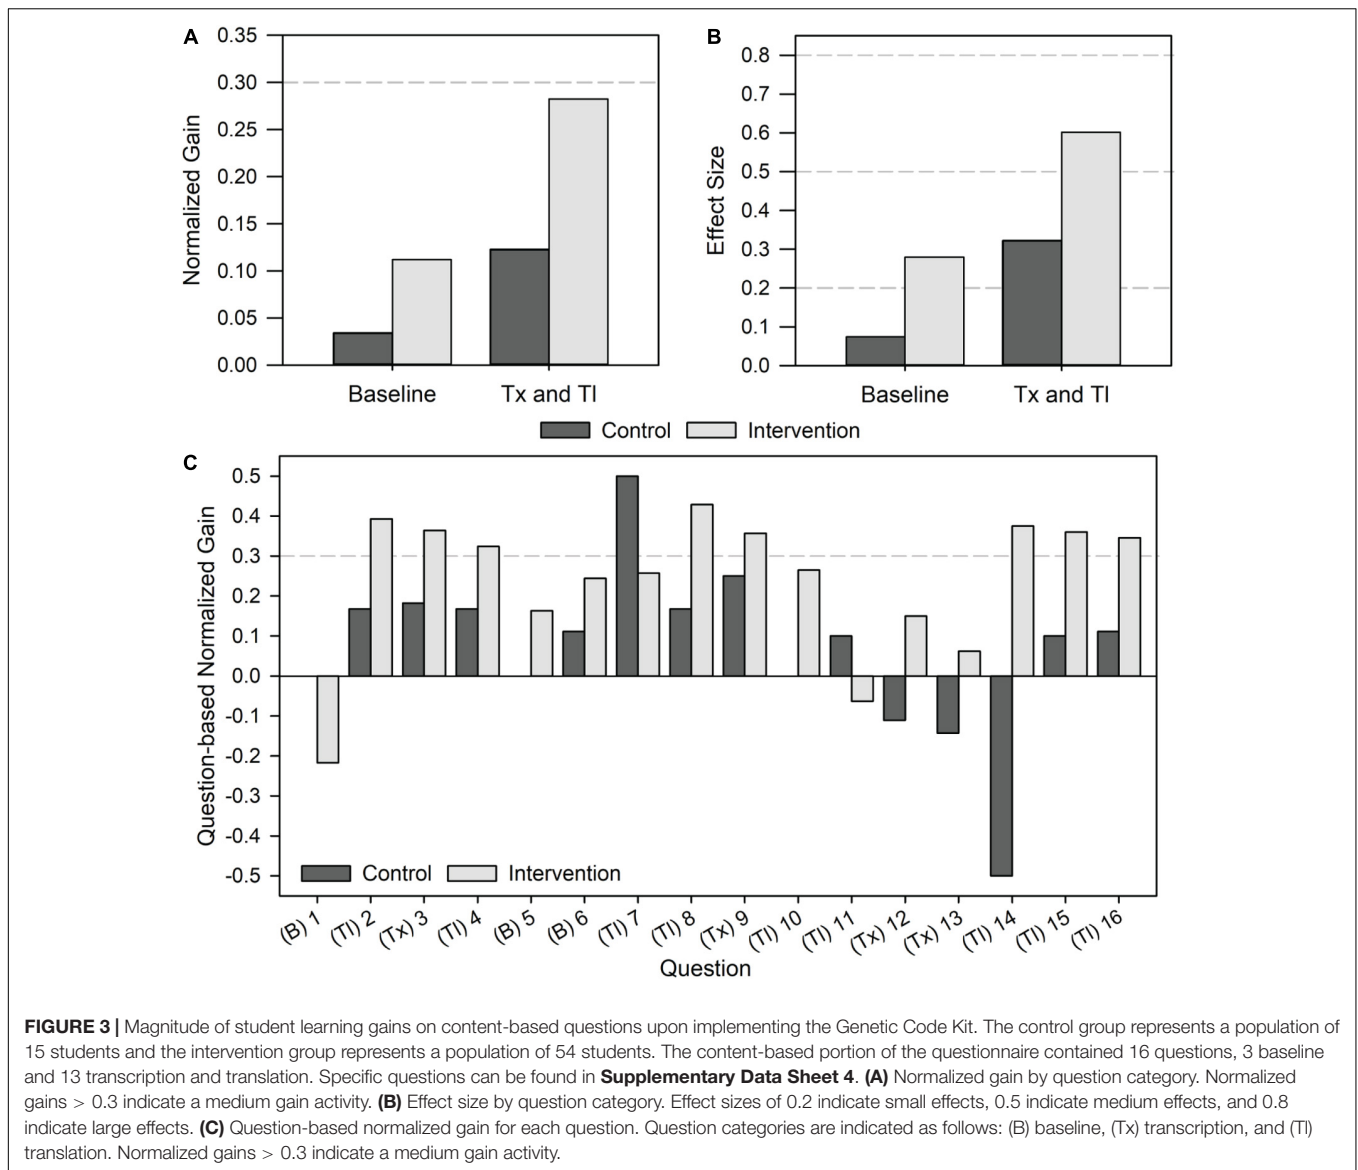 A
0.35
0.30
0.25
0.20
0.15
0.10
0.05
0.00
Normalized Gain
Baseline
Tx and Tl
B
0.8
0.7
0.6
0.5
0.4
0.3
0.2
0.1
0.0
Effect Size
Baseline
Tx and Tl
Control
Intervention
C
0.5
0.4
0.3
0.2
0.1
0.0
-0.1
-0.2
-0.3
-0.4
-0.5
Question-based Normalized Gain
Control
Intervention
(B) 1
(Tl) 2
(Tx) 3
(Tl) 4
(B) 5
(B) 6
(Tl) 7
(Tl) 8
(Tx) 9
(Tl) 10
(Tl) 11
(Tx) 12
(Tx) 13
(Tl) 14
(Tl) 15
(Tl) 16
Question
FIGURE 3 | Magnitude of student learning gains on content-based questions upon implementing the Genetic Code Kit. The control group represents a population of
15 students and the intervention group represents a population of 54 students. The content-based portion of the questionnaire contained 16 questions, 3 baseline
and 13 transcription and translation. Specific questions can be found in Supplementary Data Sheet 4. (A) Normalized gain by question category. Normalized
gains > 0.3 indicate a medium gain activity. (B) Effect size by question category. Effect sizes of 0.2 indicate small effects, 0.5 indicate medium effects, and 0.8
indicate large effects. (C) Question-based normalized gain for each question. Question categories are indicated as follows: (B) baseline, (Tx) transcription, and (Tl)
translation. Normalized gains > 0.3 indicate a medium gain activity.